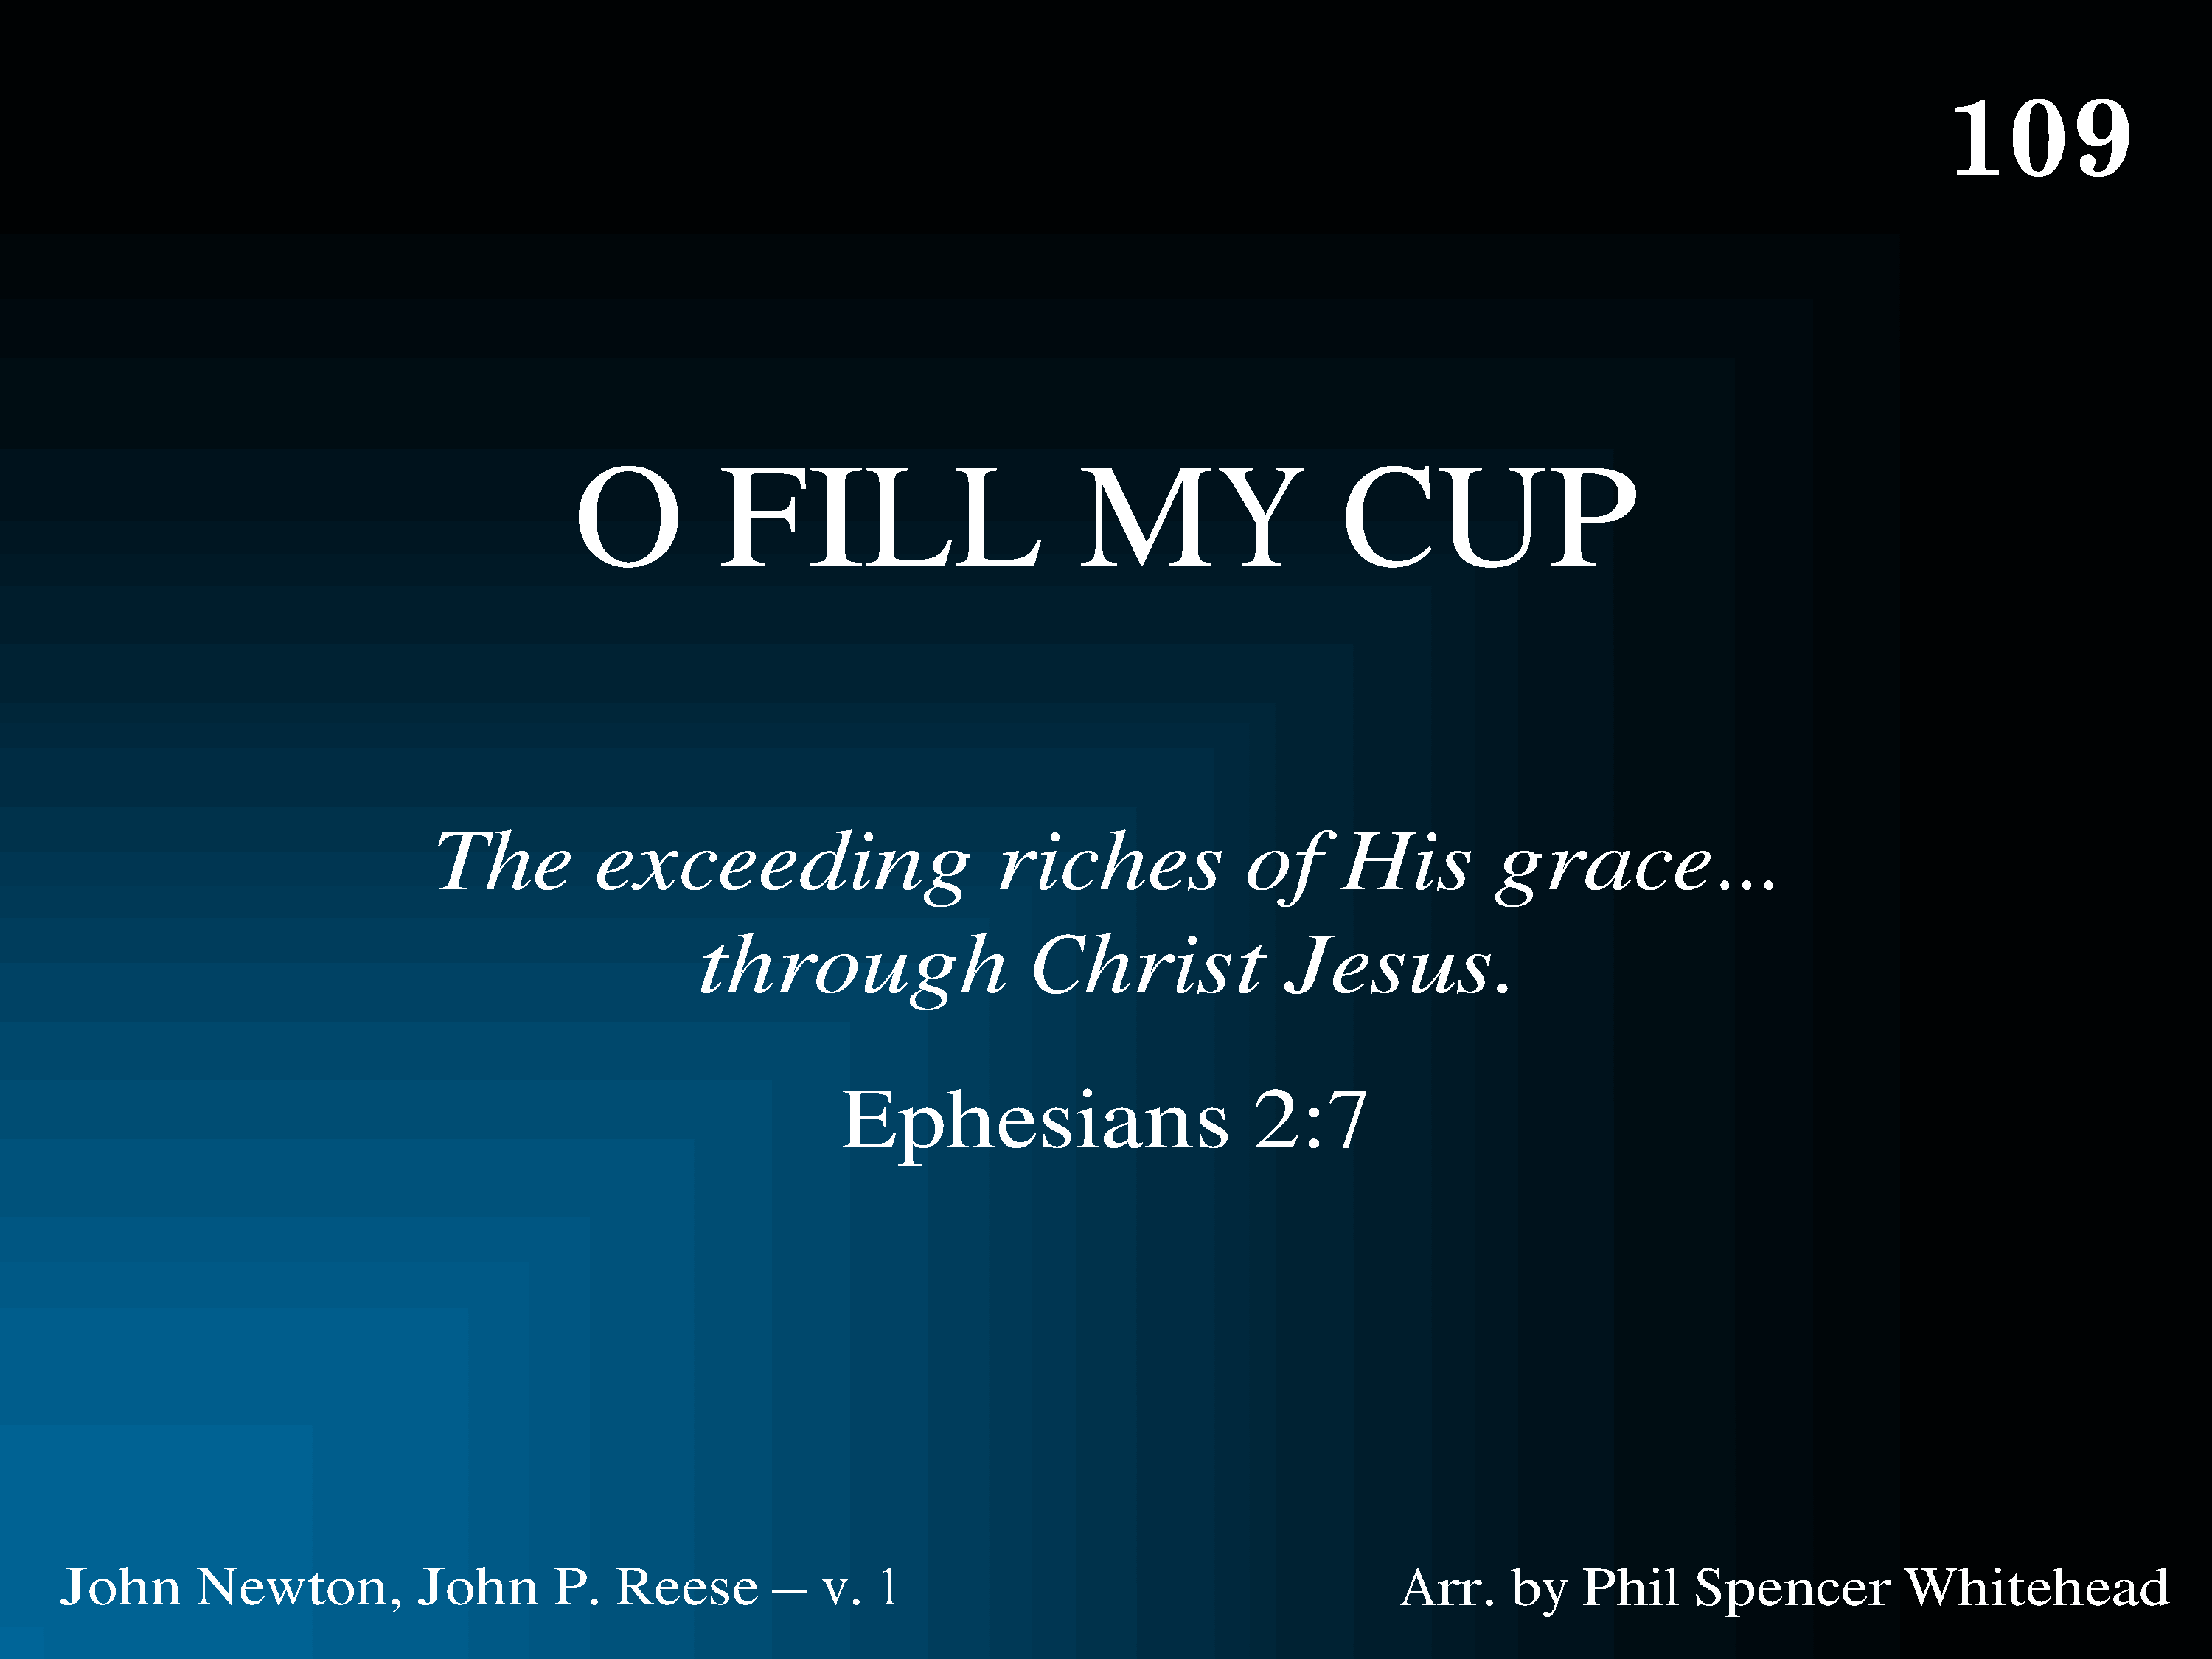 109
O FILL MY CUP
The exceeding riches of His grace...
through Christ Jesus.
Ephesians 2:7
John Newton, John P. Reese – v. 1
Arr. by Phil Spencer Whitehead